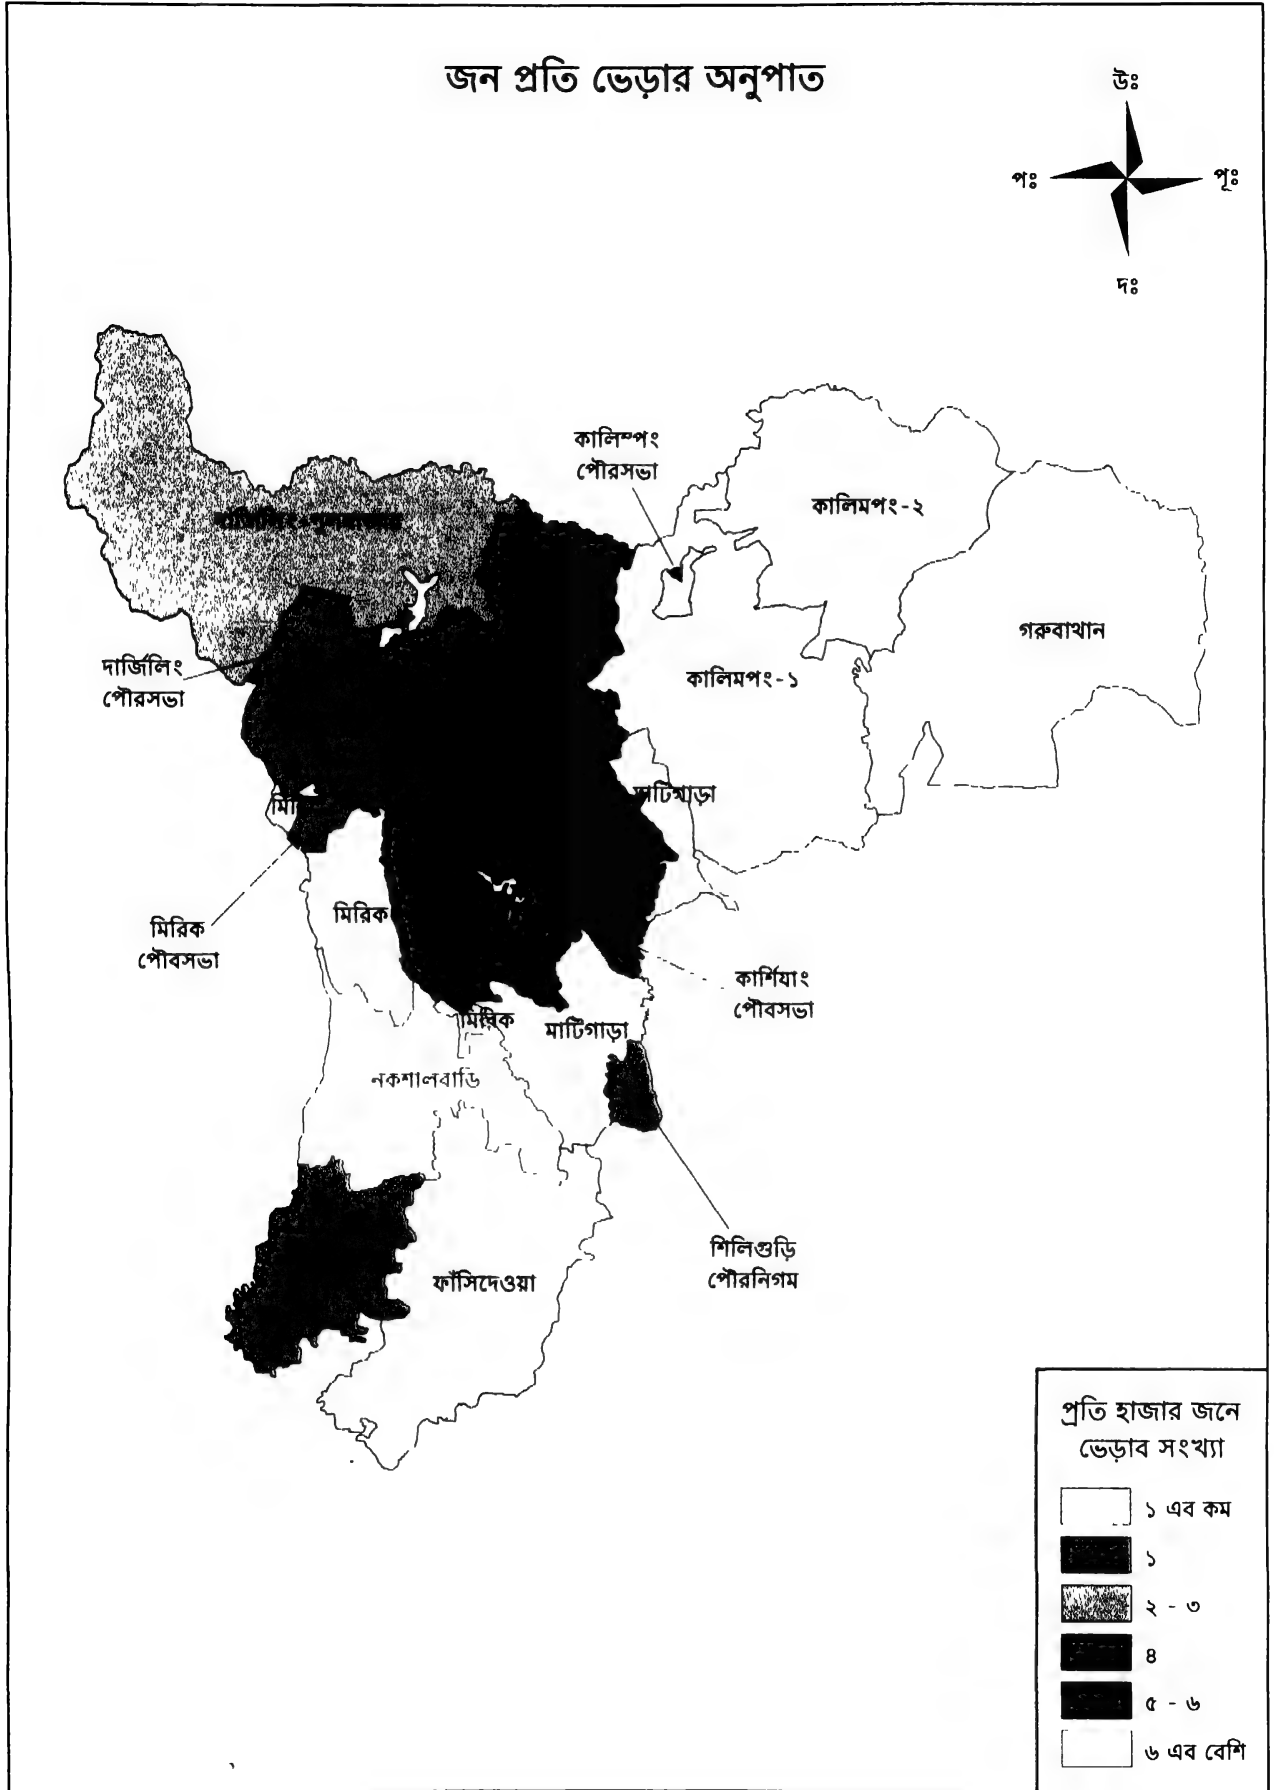 জন প্রতি ভেড়ার অনুপাত
উঃ
পঃ
পূঃ
দঃ
কালিম্পং
পৌরসভা
কালিমপং-২
গরুবাথান
দার্জিলিং
পৌরসভা
কালিমপং-১
মাটিগাড়া
মিরিক
মিরিক
পৌবসভা
কার্শিযাং
পৌবসভা
মিরিক
মাটিগাড়া
নকশালবাড়ি
শিলিগুড়ি
পৌরনিগম
ফাঁসিদেওয়া
প্রতি হাজার জনে
ভেড়াব সংখ্যা
১ এব কম
১
২ - ৩
৪
৫ - ৬
৬ এব বেশি